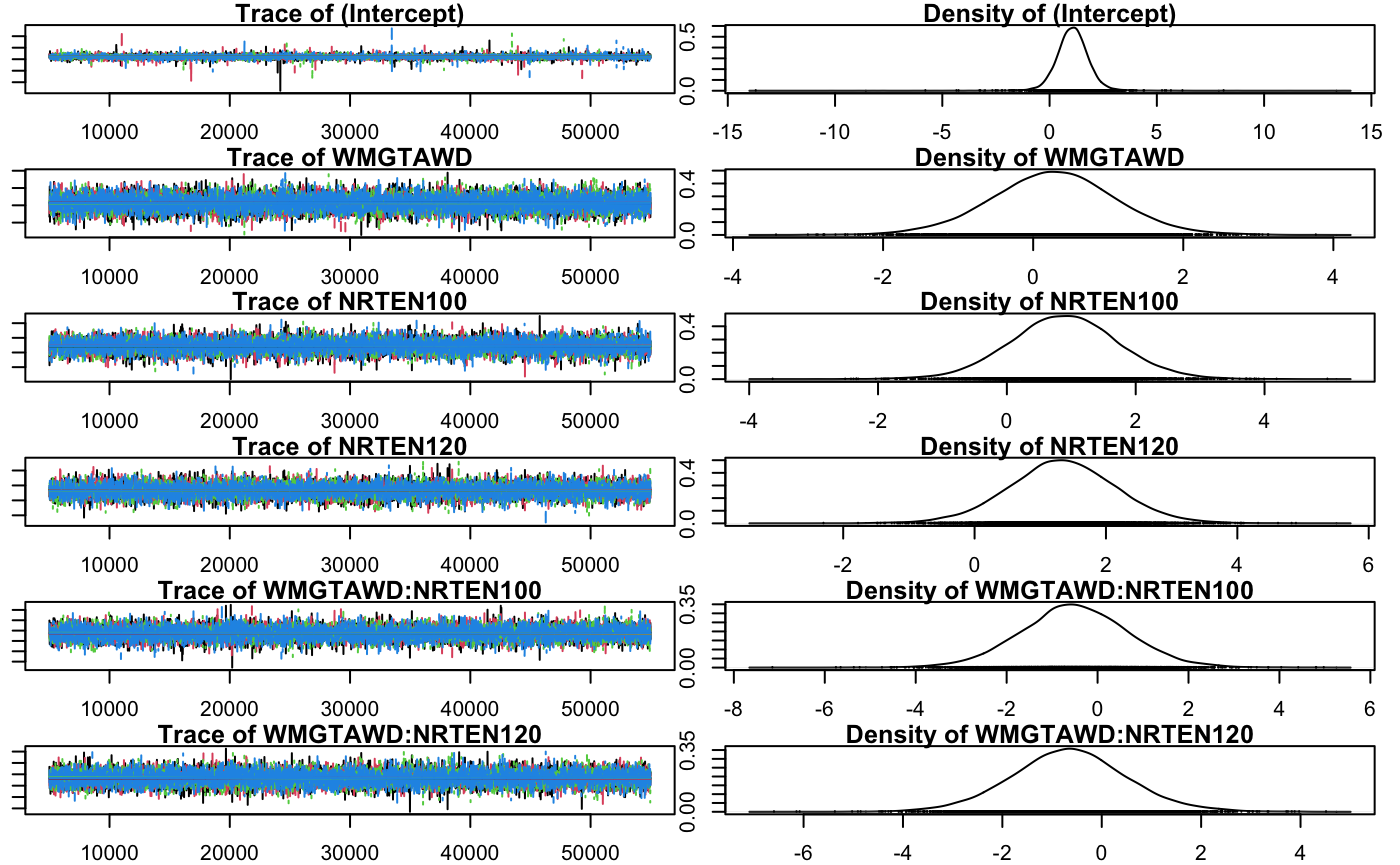 Trace of (Intercept)
Density of (Intercept)
0.0 0.5
10000 20000 30000 40000 50000
-15 -10 -5 0 5 10 15
Trace of WMGTAWD
Density of WMGTAWD
0.0 0.4
10000 20000 30000 40000 50000
-4 -2 0 2 4
Trace of NRTEN100
Density of NRTEN100
0.0 0.4
10000 20000 30000 40000 50000
-4 -2 0 2 4
Trace of NRTEN120
Density of NRTEN120
0.0 0.4
10000 20000 30000 40000 50000
-2 0 2 4 6
Trace of WMGTAWD:NRTEN100
Density of WMGTAWD:NRTEN100
0.00 0.35
10000 20000 30000 40000 50000
-8 -6 -4 -2 0 2 4 6
Trace of WMGTAWD:NRTEN120
Density of WMGTAWD:NRTEN120
0.00 0.35
10000 20000 30000 40000 50000
-6 -4 -2 0 2 4